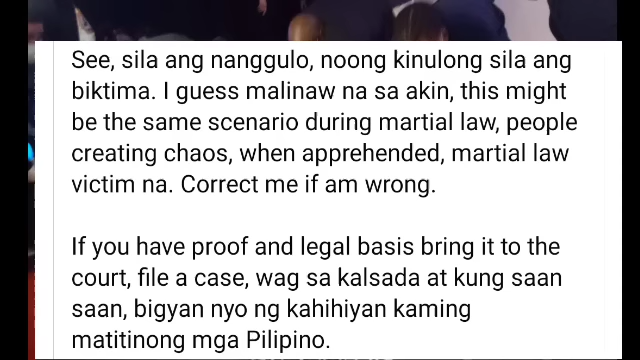 See, sila ang nanggulo, noong kinulong sila ang
biktima. I guess malinaw na sa akin, this might
be the same scenario during martial law, people
creating chaos, when apprehended, martial law
victim na. Correct me if am wrong.
If you have proof and legal basis bring it to the
court, file a case, wag sa kalsada at kung saan
saan, bigyan nyo ng kahihiyan kaming
matitinong mga Pilipino.